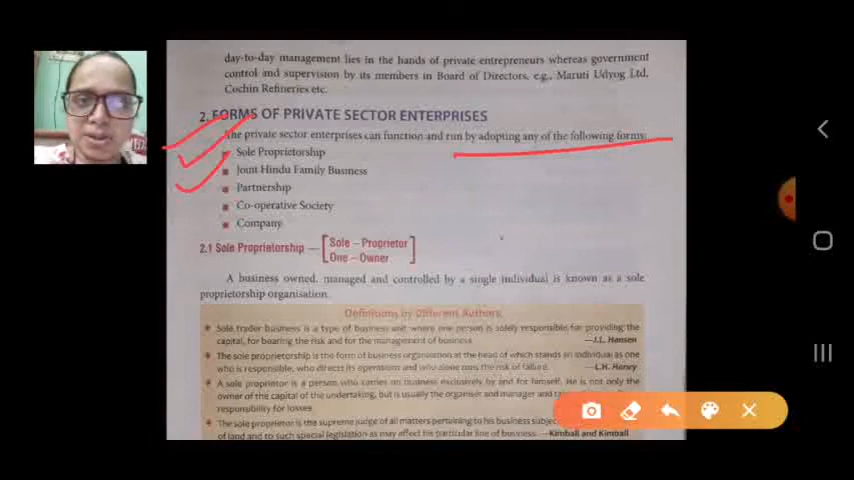 day-to-day management lies in the hands of private entrepreneurs whereas government
control and supervision by its members in Board of Directors, e.g., Maruti Udyog Ltd,
Cochin Refineries etc.
2. FORMS OF PRIVATE SECTOR ENTERPRISES
The private sector enterprises can function and run by adopting any of the following forms:
Sole Proprietorship
Joint Hindu Family Business
Partnership
Co-operative Society
Company
2.1 Sole Proprietorship — [Sole – Proprietor
One – Owner]
A business owned, managed and controlled by a single individual is known as a sole
proprietorship organisation.
Definitions by Different Authors
Sole trader business is a type of business unit where one person is solely responsible for providing the
capital, for bearing the risk and for the management of business. —J.L. Hansen
The sole proprietorship is the form of business organisation at the head of which stands an individual as one
who is responsible, who directs its operations and who alone runs the risk of failure. —L.H. Haney
A sole proprietor is a person who carries on business exclusively by and for himself. He is not only the
owner of the capital of the undertaking, but is usually the organiser and manager and
responsibility for losses.
The sole proprietor is the supreme judge of all matters pertaining to his business
of land and to such special legislation as may affect his particular line of business. —Kimball and Kimball